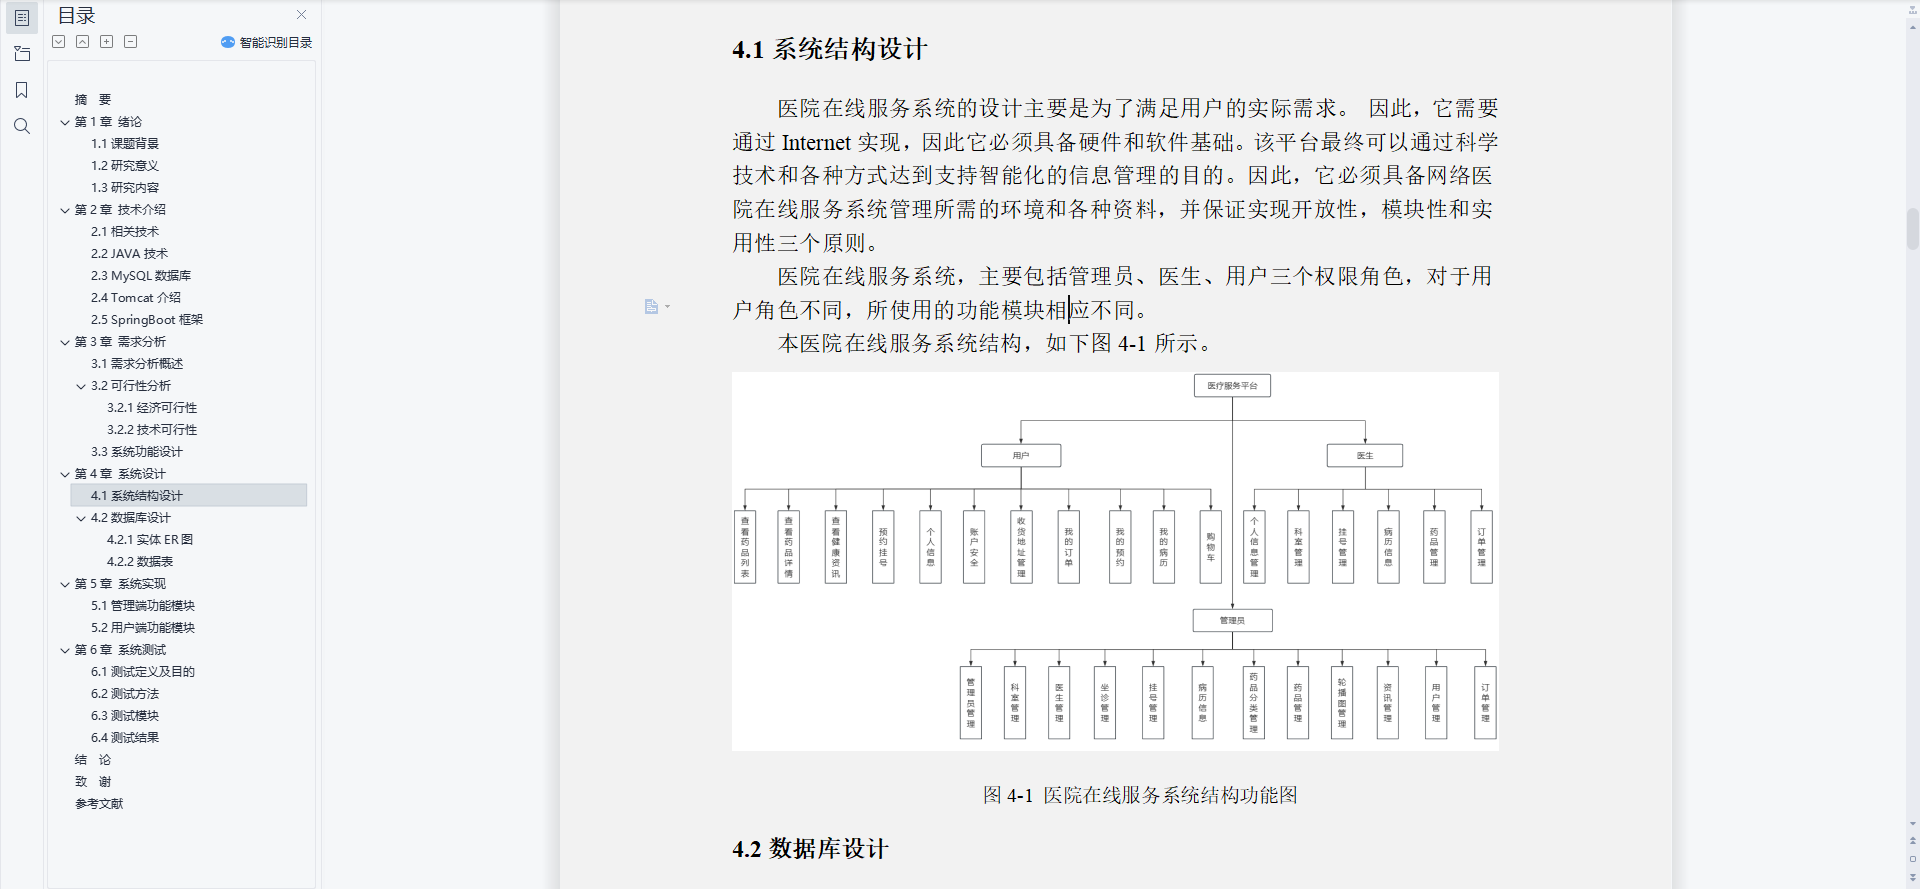 目录
智能识别目录
摘 要
第 1 章 绪论
1.1 课题背景
1.2 研究意义
1.3 研究内容
第 2 章 技术介绍
2.1 相关技术
2.2 JAVA 技术
2.3 MySQL 数据库
2.4 Tomcat 介绍
2.5 SpringBoot 框架
第 3 章 需求分析
3.1 需求分析概述
3.2 可行性分析
3.2.1 经济可行性
3.2.2 技术可行性
3.3 系统功能设计
第 4 章 系统设计
4.1 系统结构设计
4.2 数据库设计
4.2.1 实体 ER 图
4.2.2 数据表
第 5 章 系统实现
5.1 管理端功能模块
5.2 用户端功能模块
第 6 章 系统测试
6.1 测试定义及目的
6.2 测试方法
6.3 测试模块
6.4 测试结果
结 论
致 谢
参考文献
4.1 系统结构设计
医院在线服务系统的设计主要是为了满足用户的实际需求。 因此，它需要
通过 Internet 实现，因此它必须具备硬件和软件基础。该平台最终可以通过科学
技术和各种方式达到支持智能化的信息管理的目的。因此，它必须具备网络医
院在线服务系统管理所需的环境和各种资料，并保证实现开放性，模块性和实
用性三个原则。
医院在线服务系统，主要包括管理员、医生、用户三个权限角色，对于用
户角色不同，所使用的功能模块相应不同。
本医院在线服务系统结构，如下图 4-1 所示。
医疗服务平台
用户
医生
查看药品列表
查看药品详情
查看健康资讯
预约挂号
个人信息
账户安全
收货地址管理
我的订单
我的预约
我的病历
购物车
个人信息管理
科室管理
挂号管理
病历信息
药品管理
订单管理
管理员
管理员管理
科室管理
医生管理
坐诊管理
挂号管理
病历信息
药品分类管理
药品管理
轮播图管理
资讯管理
用户管理
订单管理
图 4-1 医院在线服务系统结构功能图
4.2 数据库设计